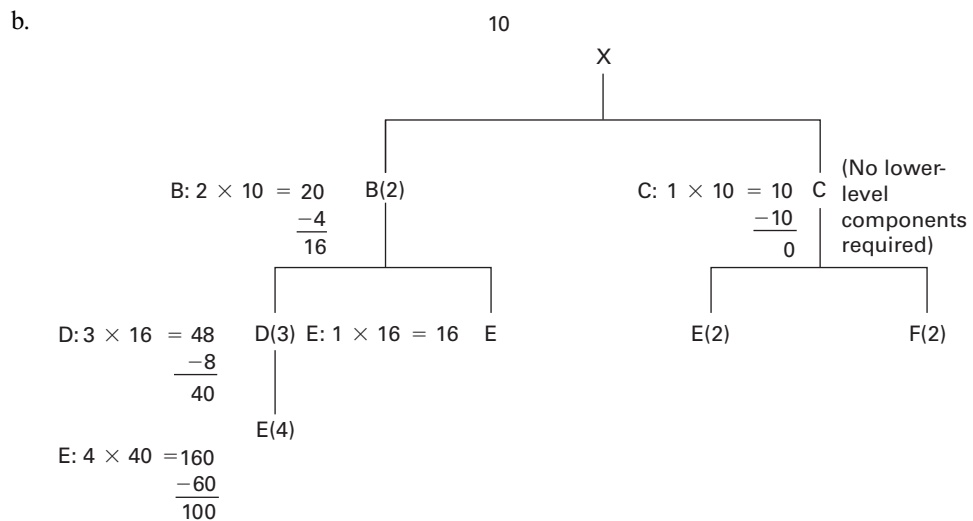 b.
10
X
B: 2 × 10 = 20
−4
16
B(2)
C: 1 × 10 = 10
−10
0
C
(No lower-
level
components
required)
D: 3 × 16 = 48
−8
40
D(3)
E: 1 × 16 = 16
E
E(2)
F(2)
E(4)
E: 4 × 40 =160
−60
100